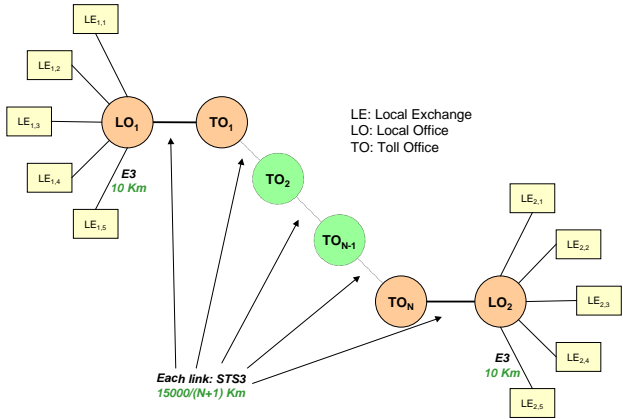 LE1,1
LE1,2
LE1,3
LE1,4
LE1,5
LO1
TO1
E3
10 Km
LE: Local Exchange
LO: Local Office
TO: Toll Office
TO2
TON-1
TON
LO2
LE2,1
LE2,2
LE2,3
LE2,4
LE2,5
E3
10 Km
Each link: STS3
15000/(N+1) Km